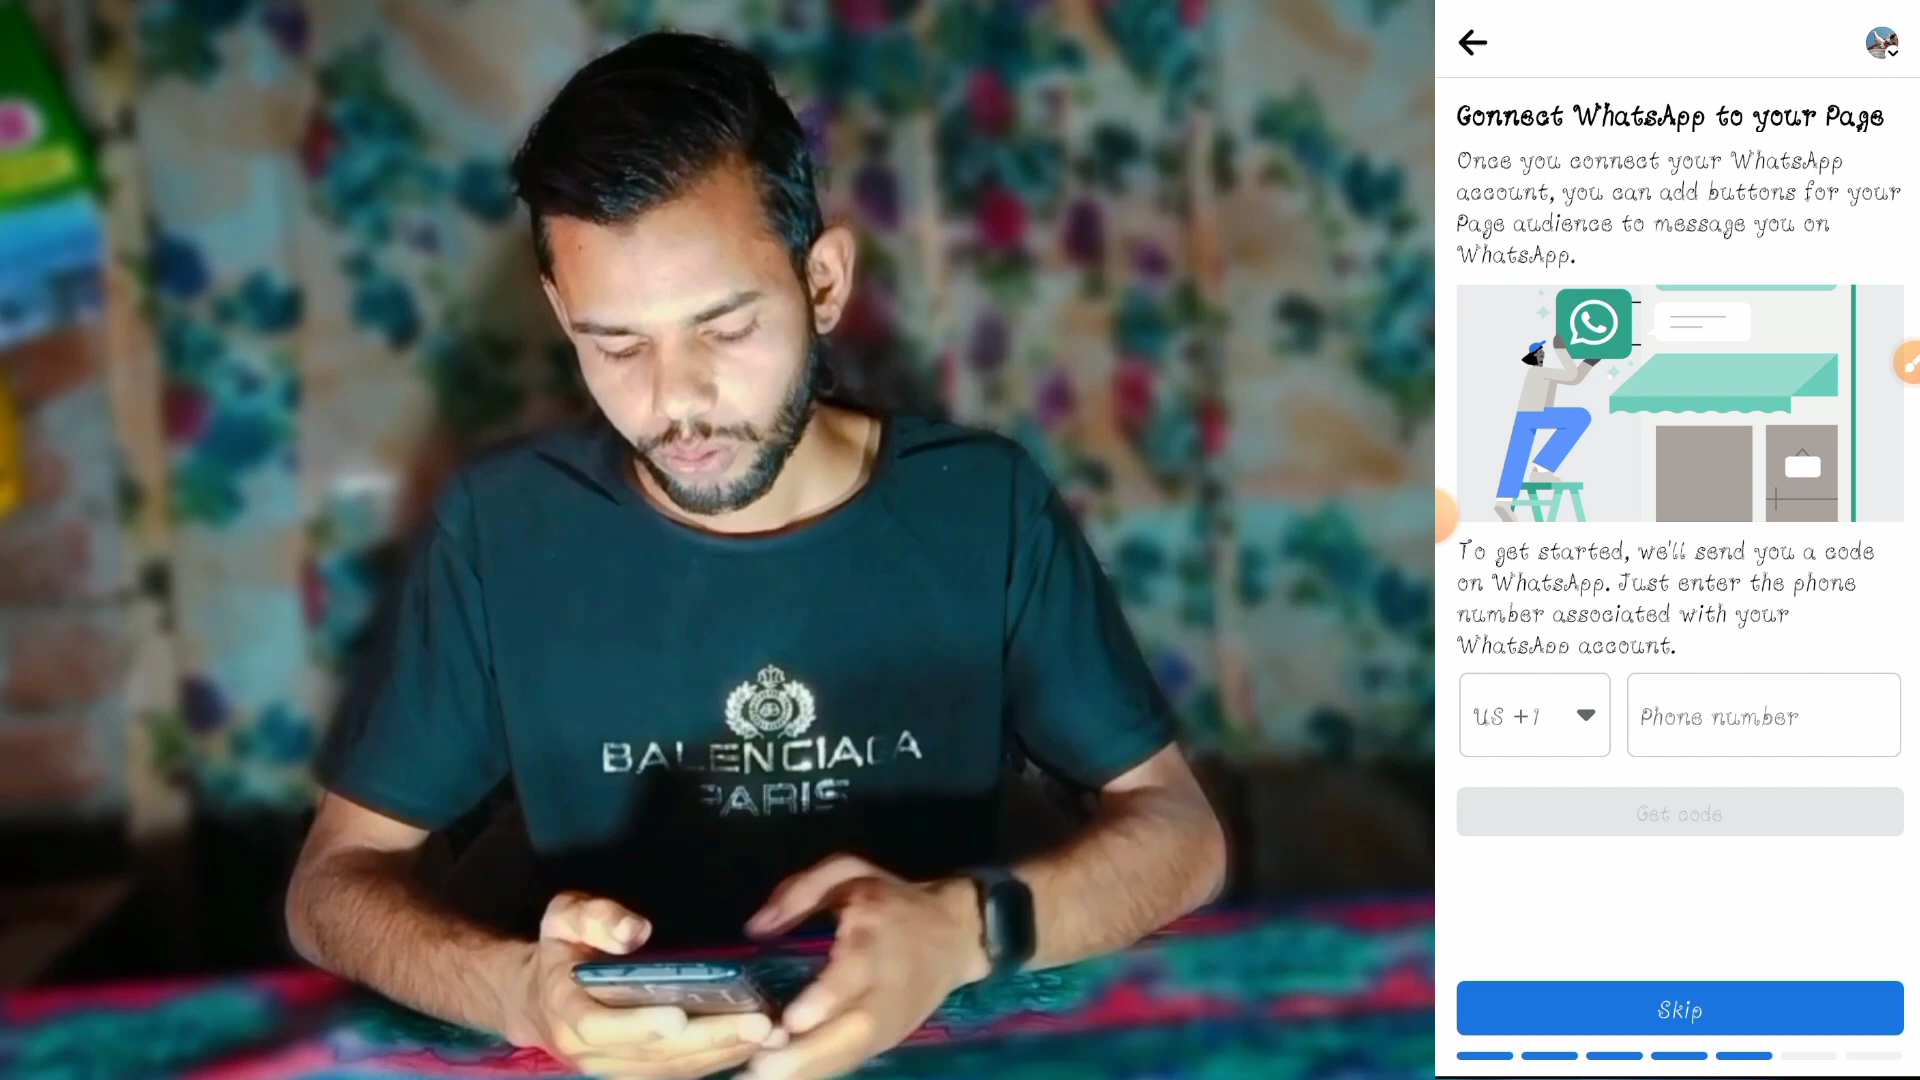 BALENCIAGA
PARIS
Connect WhatsApp to your Page
Once you connect your WhatsApp
account, you can add buttons for your
Page audience to message you on
WhatsApp.
To get started, we'll send you a code
on WhatsApp. Just enter the phone
number associated with your
WhatsApp account.
US +1
Phone number
Get code
Skip